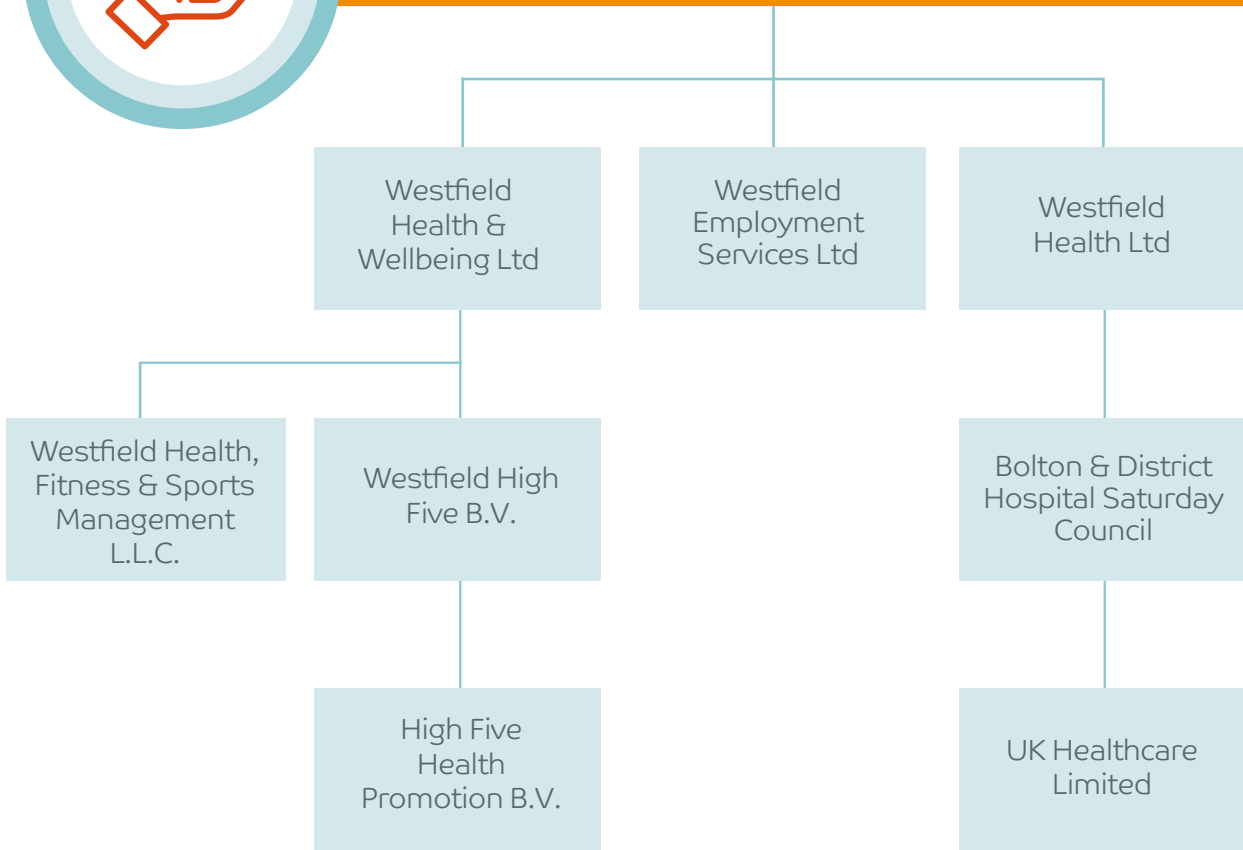 Westfield
Health &
Wellbeing Ltd
Westfield
Employment
Services Ltd
Westfield
Health Ltd
Westfield Health,
Fitness & Sports
Management
L.L.C.
Westfield High
Five B.V.
Bolton & District
Hospital Saturday
Council
High Five
Health
Promotion B.V.
UK Healthcare
Limited